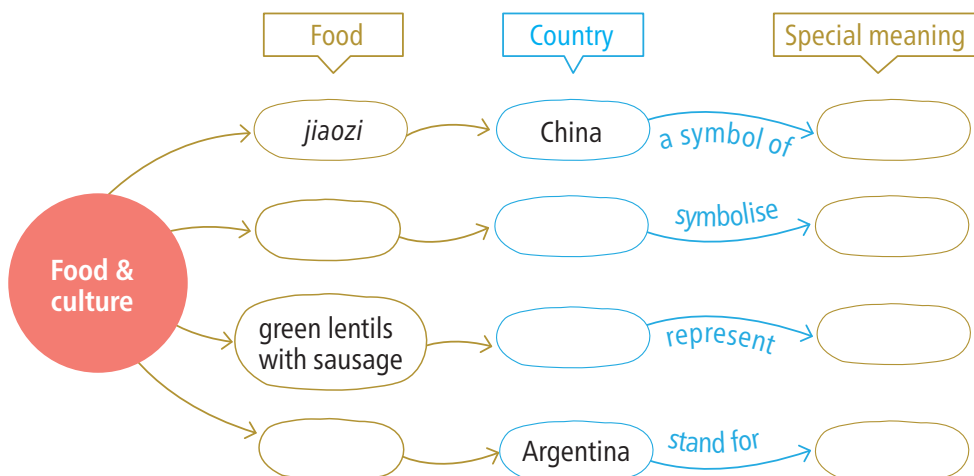 Food
Country
Special meaning
jiaozi
China
a symbol of
symbolise
Food &
culture
green lentils
with sausage
represent
Argentina
stand for